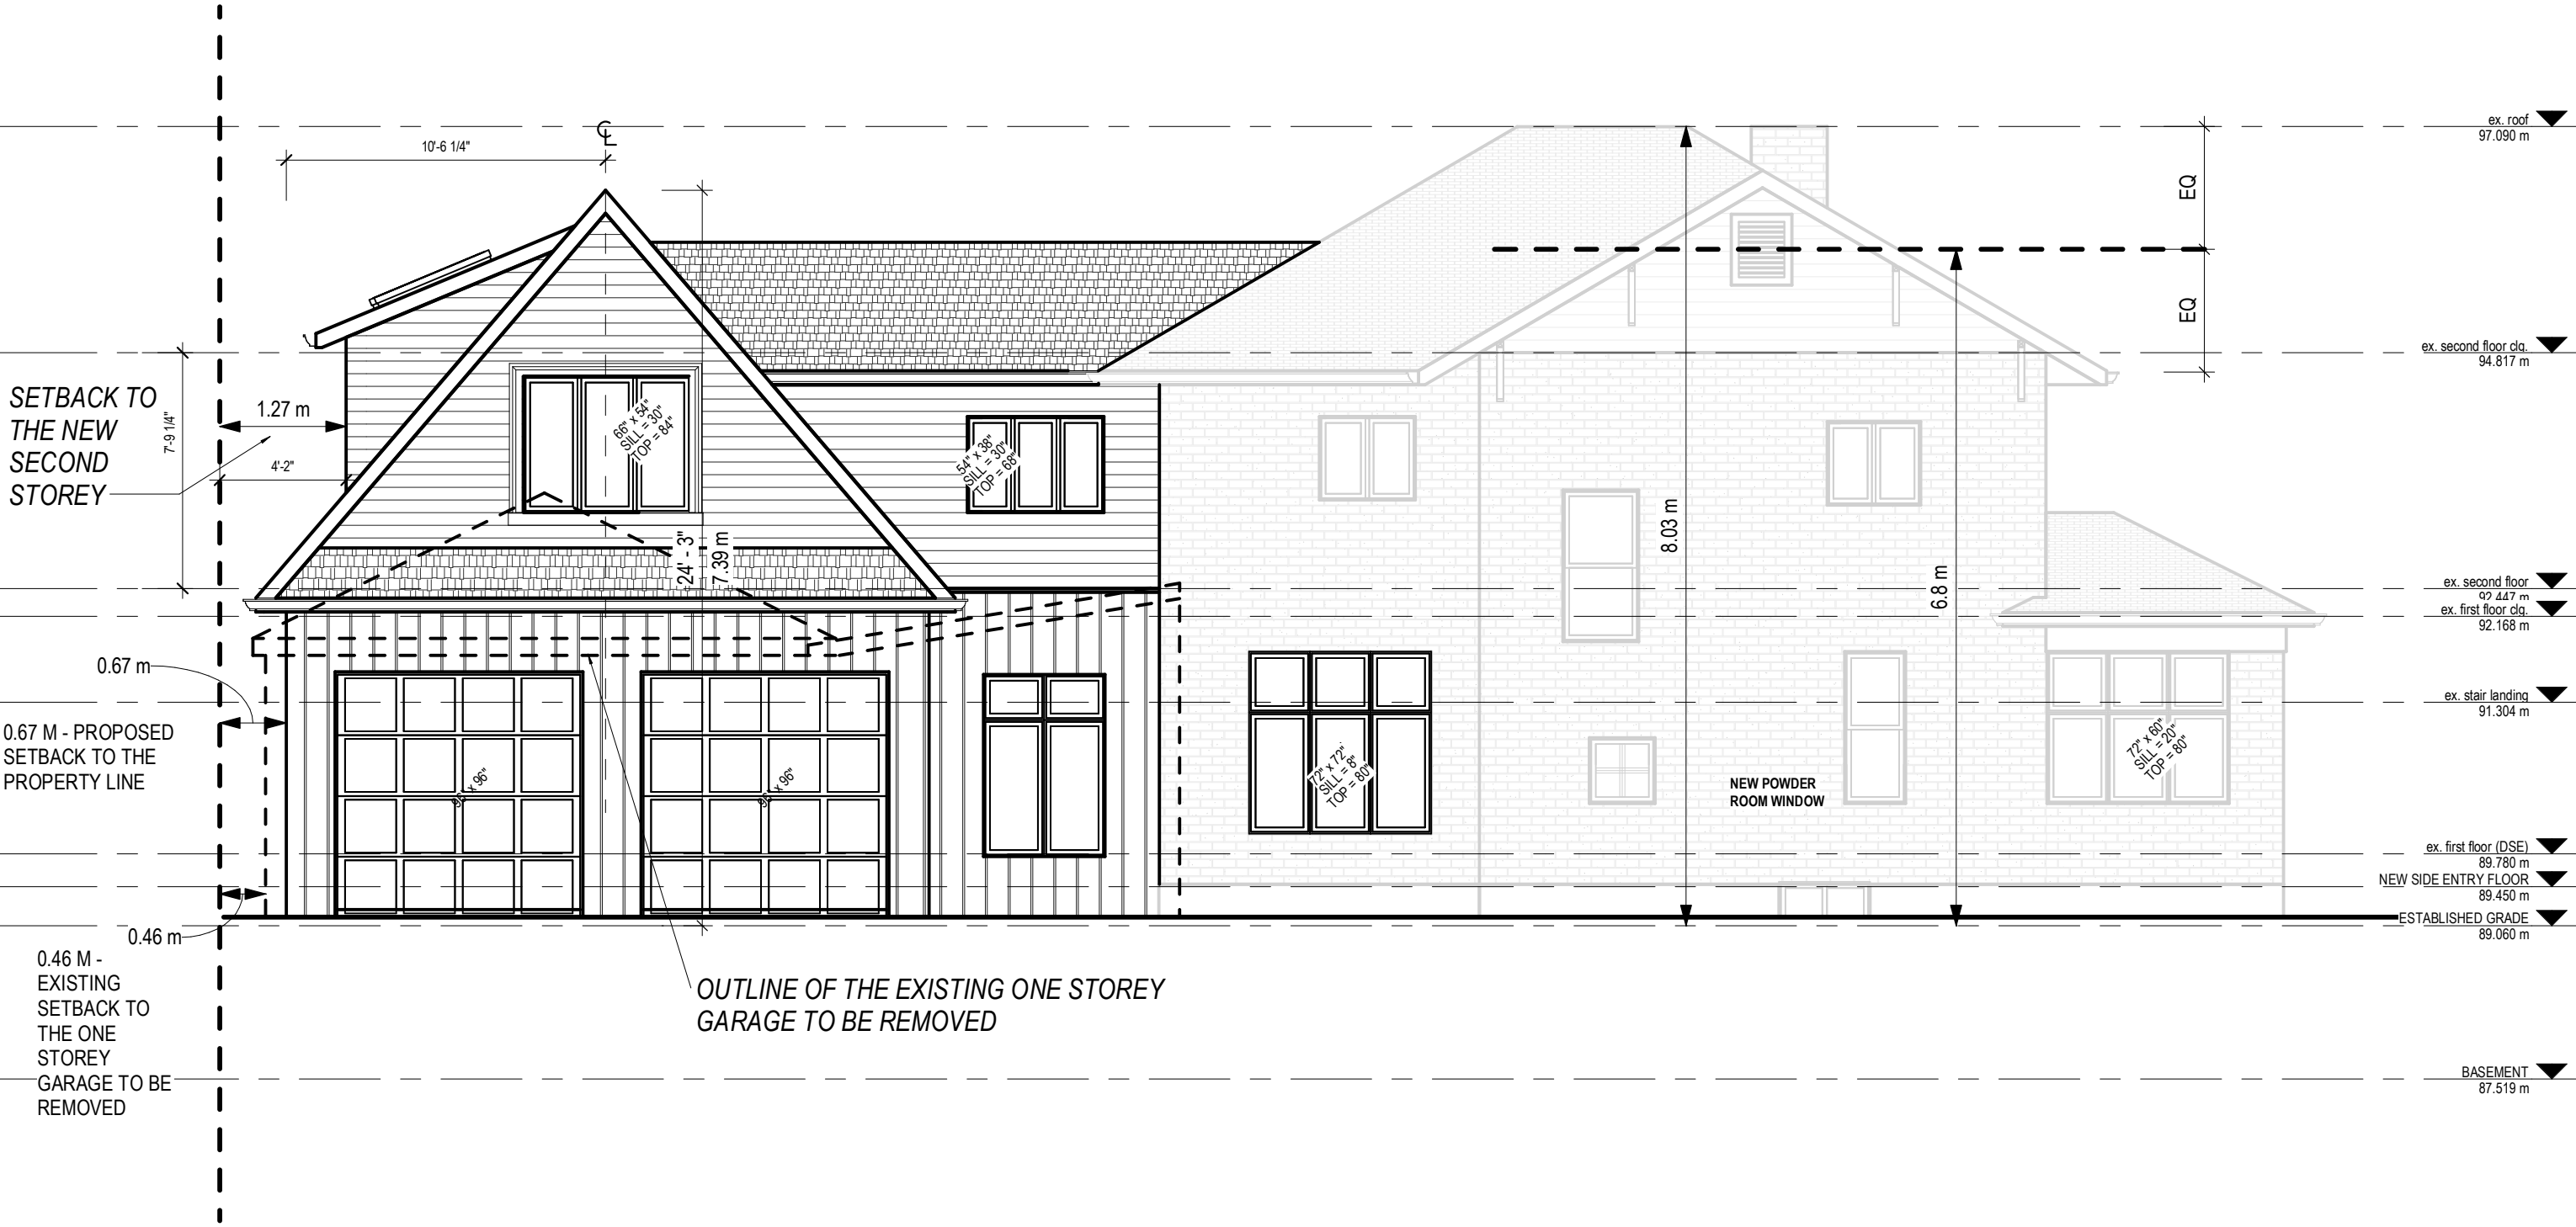 ex. roof
97.090 m
10'-6 1/4"
℄
EQ
EQ
ex. second floor clg.
94.817 m
SETBACK TO
THE NEW
SECOND
STOREY
7'-9 1/4"
1.27 m
4'-2"
66" x 54"
SILL = 30"
TOP = 84"
54" x 38"
SILL = 30"
TOP = 68"
24' - 3"
7.39 m
8.03 m
6.8 m
ex. second floor
92.447 m
ex. first floor clg.
92.168 m
0.67 m
0.67 M - PROPOSED
SETBACK TO THE
PROPERTY LINE
ex. stair landing
91.304 m
96" x 96"
96" x 96"
72" x 72"
SILL = 8"
TOP = 80"
NEW POWDER
ROOM WINDOW
72" x 60"
SILL = 20"
TOP = 80"
ex. first floor (DSE)
89.780 m
NEW SIDE ENTRY FLOOR
89.450 m
ESTABLISHED GRADE
89.060 m
0.46 m
0.46 M -
EXISTING
SETBACK TO
THE ONE
STOREY
GARAGE TO BE
REMOVED
OUTLINE OF THE EXISTING ONE STOREY
GARAGE TO BE REMOVED
BASEMENT
87.519 m